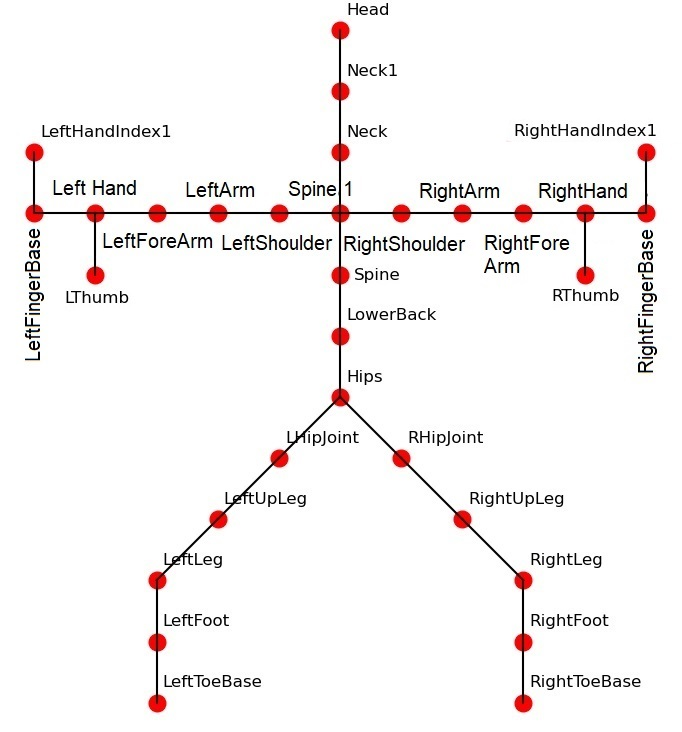 Head
Neck1
LeftHandIndex1
RightHandIndex1
Neck
Left Hand
LeftArm
Spine 1
RightArm
RightHand
LeftForeArm
LeftShoulder
RightShoulder
RightFore
Arm
LeftFingerBase
RightFingerBase
LThumb
Spine
RThumb
LowerBack
Hips
LHipJoint
RHipJoint
LeftUpLeg
RightUpLeg
LeftLeg
RightLeg
LeftFoot
RightFoot
LeftToeBase
RightToeBase